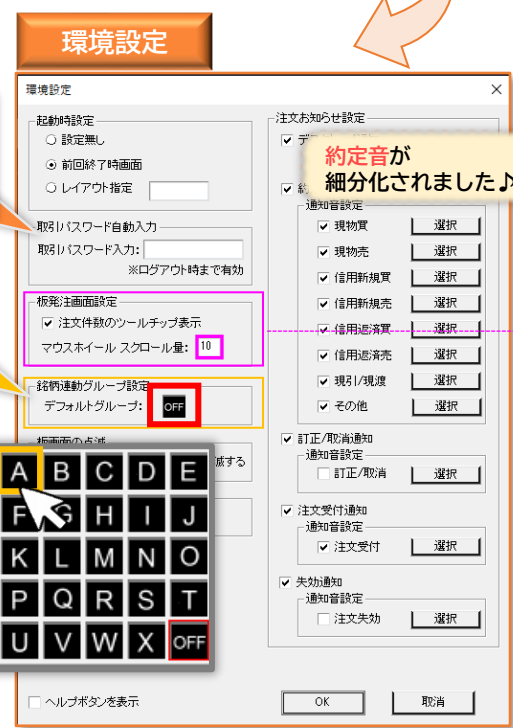 環境設定
環境設定
起動時設定
設定無し
前回終了時画面
レイアウト指定
取引パスワード自動入力
取引パスワード入力:
※ログアウト時まで有効
板発注画面設定
注文件数のツールチップ表示
マウスホイール スクロール量: 10
銘柄連動グループ設定
デフォルトグループ: OFF
板画面の点滅
滅する
A B C D E
F G H I J
K L M N O
P Q R S T
U V W X OFF
ヘルプボタンを表示
注文お知らせ設定
約定音が
細分化されました♪
通知音設定
現物買 選択
現物売 選択
信用新規買 選択
信用新規売 選択
信用返済買 選択
信用返済売 選択
現引/現渡 選択
その他 選択
訂正/取消通知
通知音設定
訂正/取消 選択
注文受付通知
通知音設定
注文受付 選択
失効通知
通知音設定
注文失効 選択
OK 取消